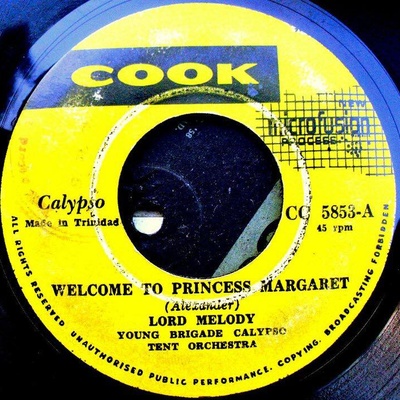 COOK
NEW
microfusion
PROCESS
Calypso
Made in Trinidad
CC 5853-A
45 rpm
WELCOME TO PRINCESS MARGARET
(Alexander)
LORD MELODY
YOUNG BRIGADE CALYPSO
TENT ORCHESTRA
ALL RIGHTS RESERVED UNAUTHORISED PUBLIC PERFORMANCE, COPYING, BROADCASTING FORBIDDEN